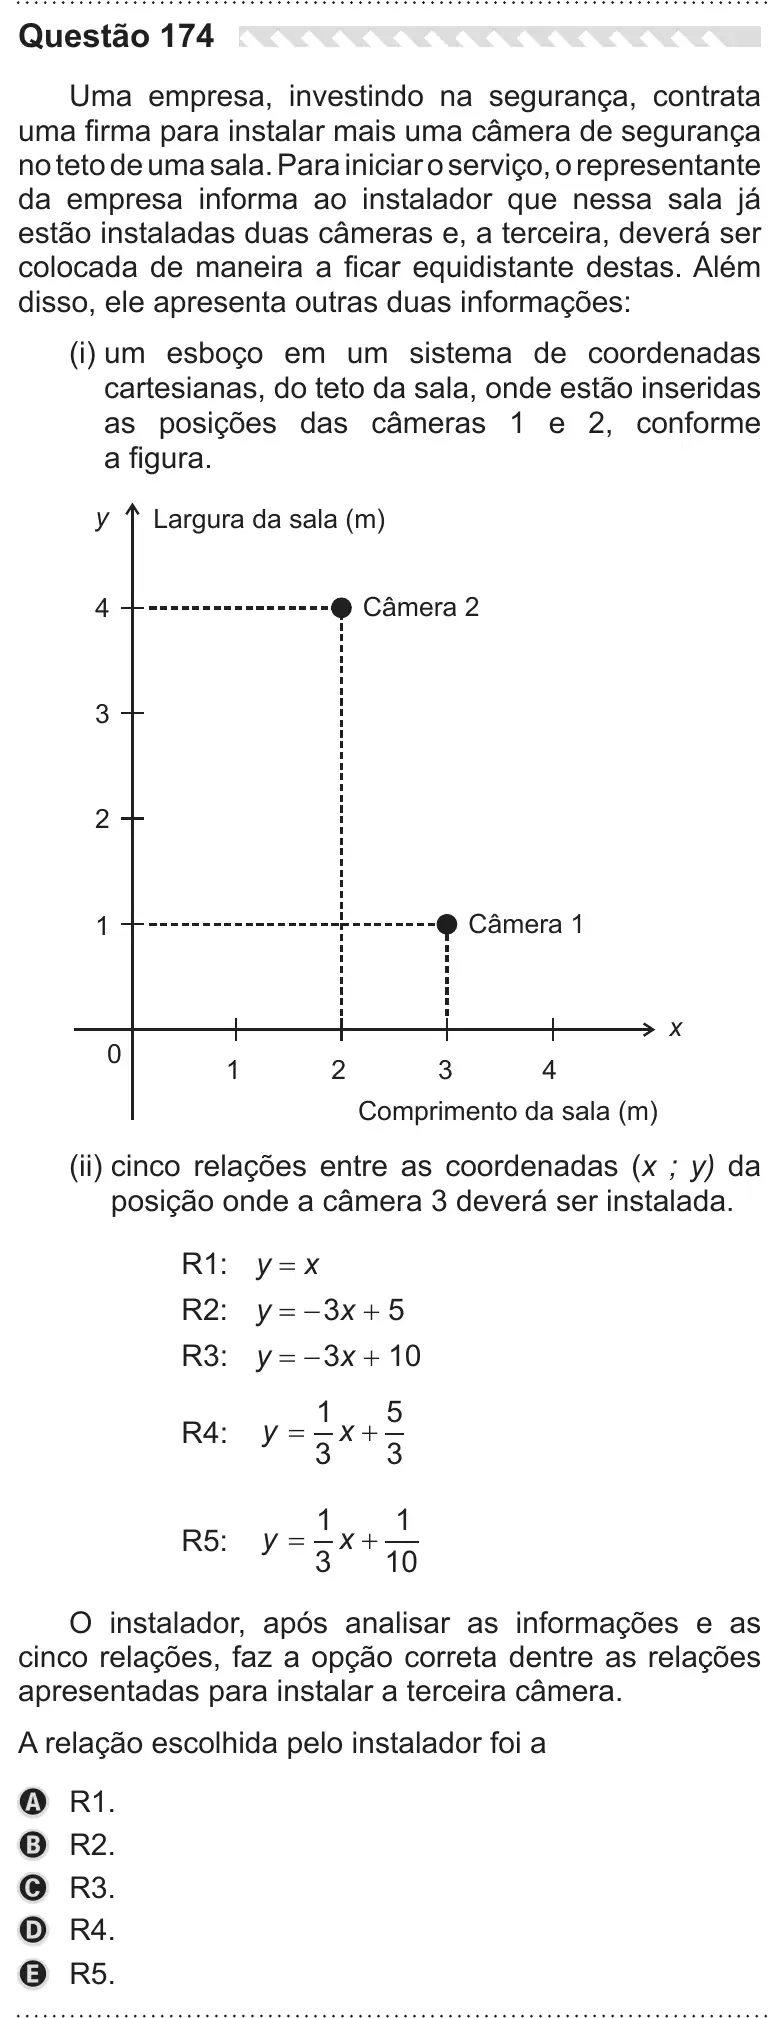 Questão 174
Uma empresa, investindo na segurança, contrata
uma firma para instalar mais uma câmera de segurança
no teto de uma sala. Para iniciar o serviço, o representante
da empresa informa ao instalador que nessa sala já
estão instaladas duas câmeras e, a terceira, deverá ser
colocada de maneira a ficar equidistante destas. Além
disso, ele apresenta outras duas informações:
(i) um esboço em um sistema de coordenadas
cartesianas, do teto da sala, onde estão inseridas
as posições das câmeras 1 e 2, conforme
a figura.
y Largura da sala (m)
4 Câmera 2
3
2
1 Câmera 1
x
0 1 2 3 4
Comprimento da sala (m)
(ii) cinco relações entre as coordenadas (x ; y) da
posição onde a câmera 3 deverá ser instalada.
R1: y = x
R2: y = −3x + 5
R3: y = −3x + 10
R4: y = 1/3 x + 5/3
R5: y = 1/3 x + 1/10
O instalador, após analisar as informações e as
cinco relações, faz a opção correta dentre as relações
apresentadas para instalar a terceira câmera.
A relação escolhida pelo instalador foi a
A R1.
B R2.
C R3.
D R4.
E R5.